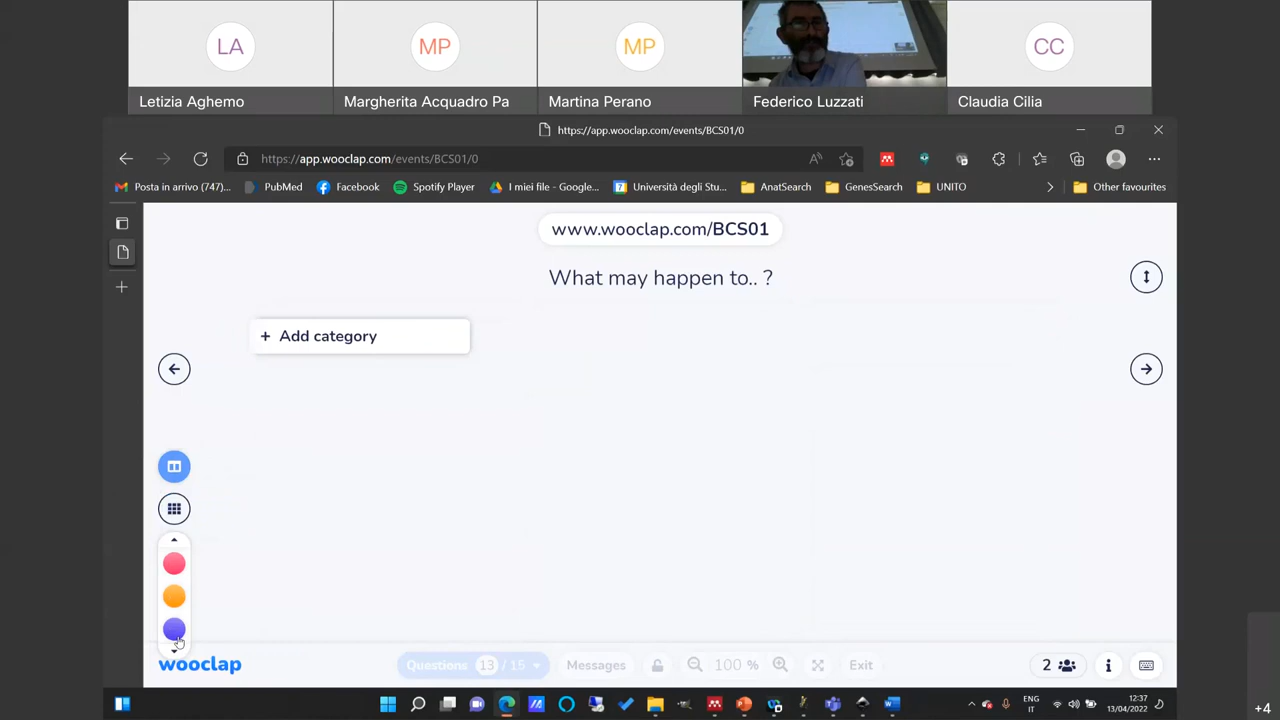 LA
MP
MP
CC
Letizia Aghemo
Margherita Acquadro Pa
Martina Perano
Federico Luzzati
Claudia Cilia
https://app.wooclap.com/events/BCS01/0
https://app.wooclap.com/events/BCS01/0
Posta in arrivo (747)...
PubMed
Facebook
Spotify Player
I miei file - Google...
Università degli Stu...
AnatSearch
GenesSearch
UNITO
Other favourites
www.wooclap.com/BCS01
What may happen to.. ?
+ Add category
wooclap
Questions 13 / 15
Messages
100 %
Exit
2
ENG
IT
12:37
13/04/2022
+4